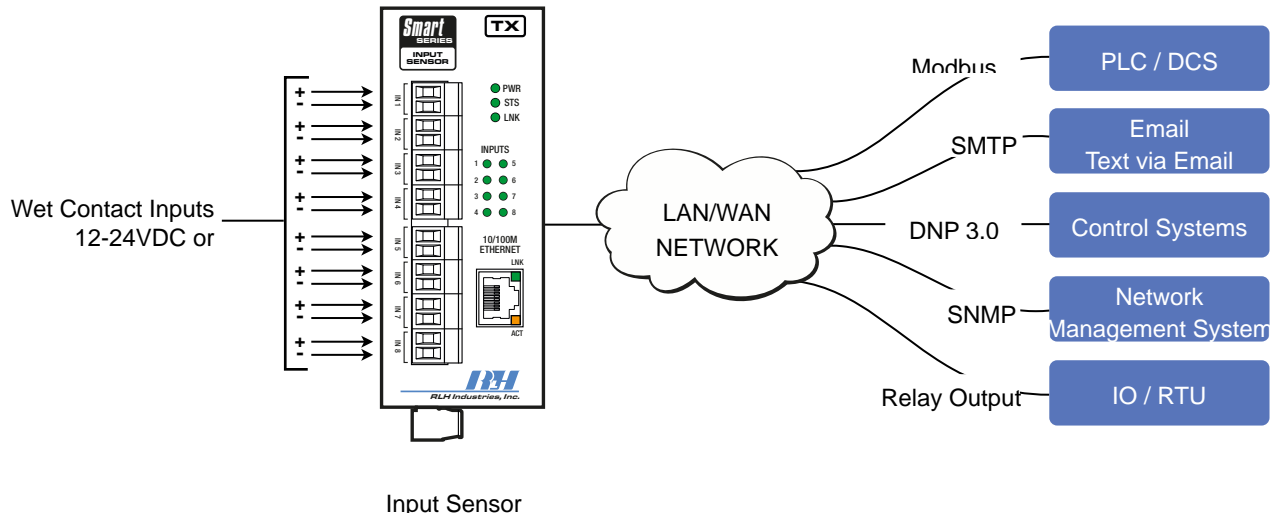 Smart
SERIES
INPUT
SENSOR
TX
PWR
STS
LNK
INPUTS
1 5
2 6
3 7
4 8
10/100M
ETHERNET
LNK
ACT
+
-
IN 1
+
-
IN 2
+
-
IN 3
+
-
IN 4
+
-
IN 5
+
-
IN 6
+
-
IN 7
+
-
IN 8
RLH
RLH Industries, Inc.
Wet Contact Inputs
12-24VDC or
Input Sensor
LAN/WAN
NETWORK
Modbus
PLC / DCS
SMTP
Email
Text via Email
DNP 3.0
Control Systems
SNMP
Network
Management System
Relay Output
IO / RTU